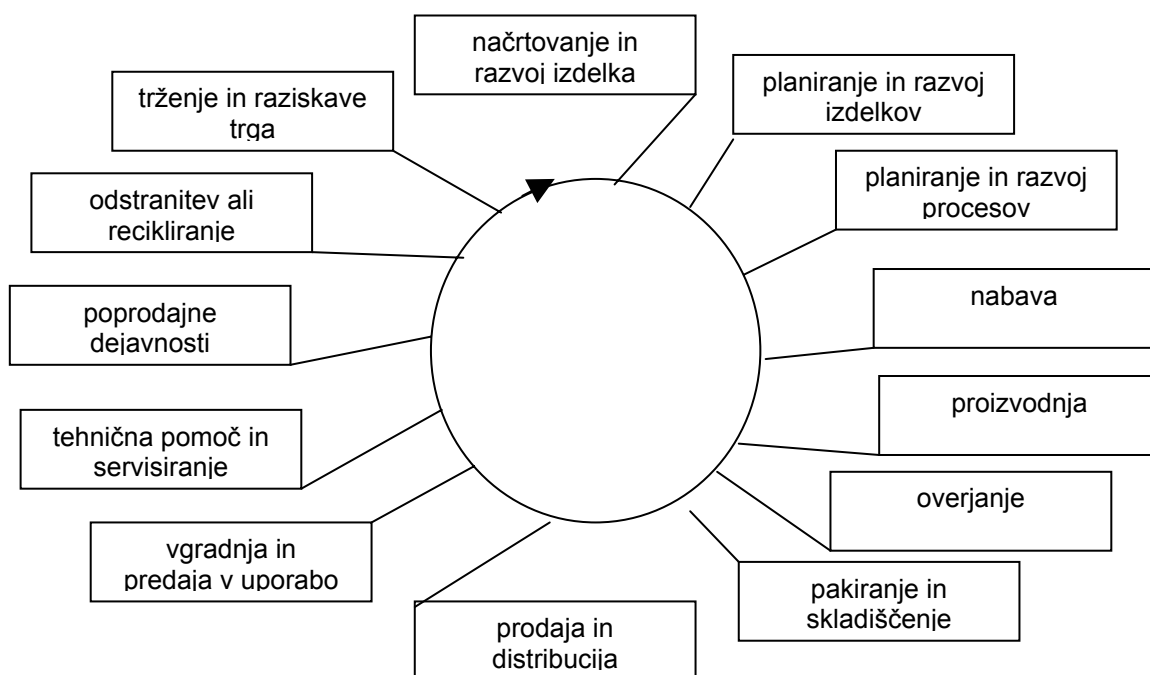 načrtovanje in
razvoj izdelka
planiranje in razvoj
izdelkov
planiranje in razvoj
procesov
nabava
proizvodnja
overjanje
pakiranje in
skladiščenje
prodaja in
distribucija
vgradnja in
predaja v uporabo
tehnična pomoč in
servisiranje
poprodajne
dejavnosti
odstranitev ali
recikliranje
trženje in raziskave
trga